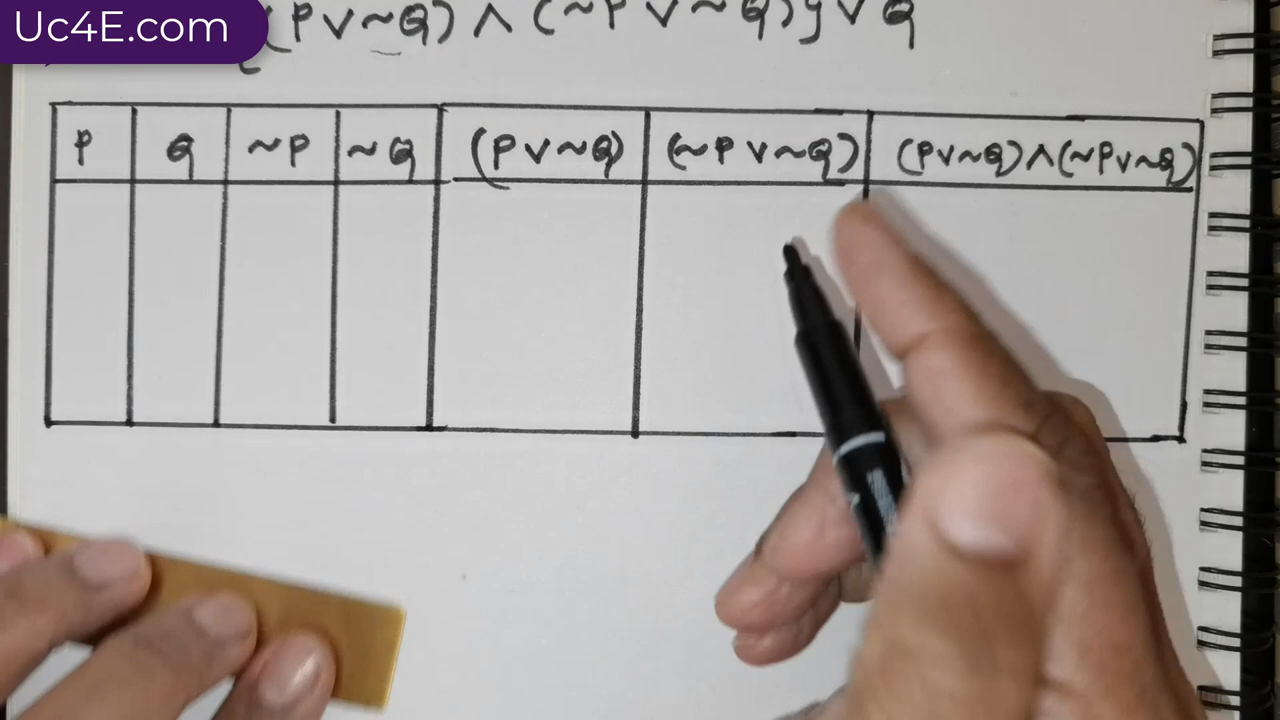 Uc4E.com
(P ∨ ~Q) ∧ (~P ∨ ~Q)} ∨ Q
P Q ~P ~Q (P ∨ ~Q) (~P ∨ ~Q) (P∨~Q)∧(~P∨~Q)